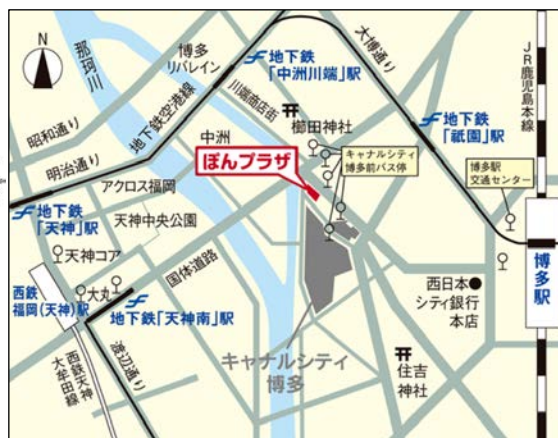 N
那珂川
博多
リバレイン
地下鉄
「中洲川端」駅
大博通り
JR鹿児島本線
昭和通り
地下鉄空港線
川端商店街
櫛田神社
地下鉄
「祇園」駅
明治通り
中洲
キャナルシティ
博多前バス停
博多駅
交通センター
ぽんプラザ
アクロス福岡
地下鉄
「天神」駅
天神中央公園
天神コア
国体道路
博多駅
西鉄
福岡(天神)駅
大丸
地下鉄「天神南」駅
西日本
シティ銀行
本店
キャナルシティ
博多
住吉
神社
西鉄天神
大牟田線
渡辺通り